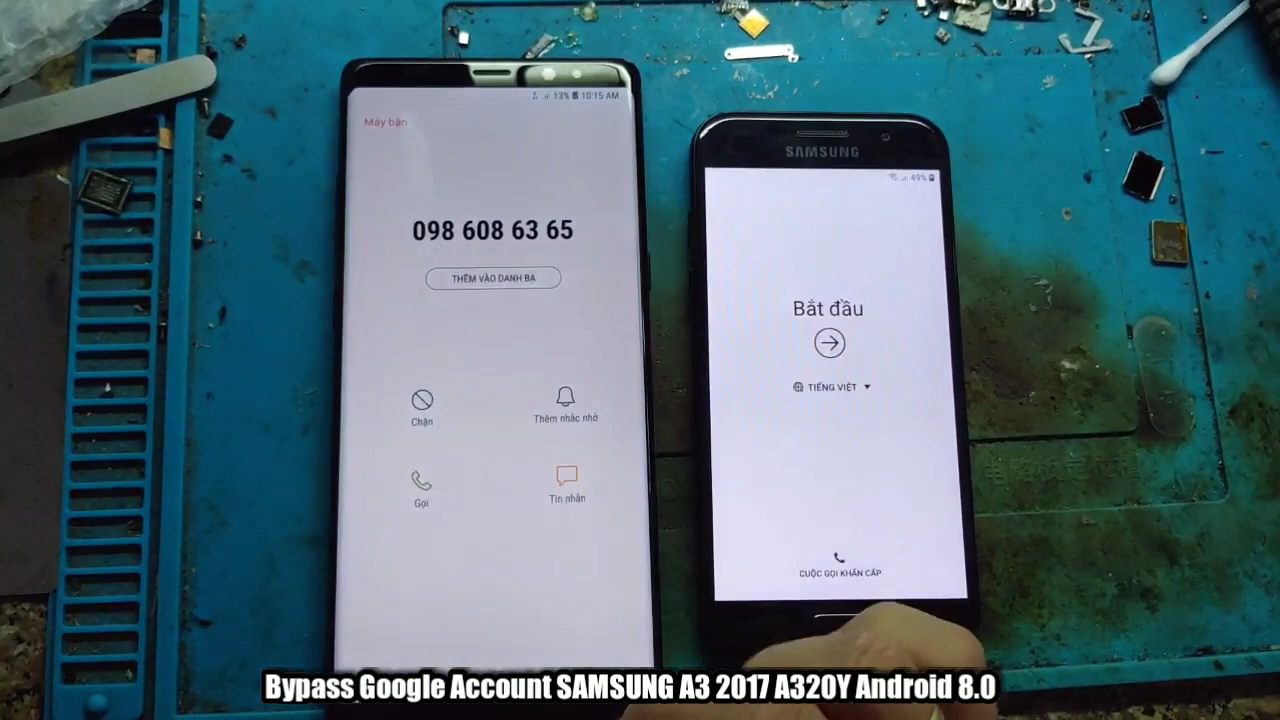 13% 10:15 AM
Máy bận
098 608 63 65
THÊM VÀO DANH BẠ
Chặn
Thêm nhắc nhở
Gọi
Tin nhắn
SAMSUNG
49%
Bắt đầu
TIẾNG VIỆT
CUỘC GỌI KHẨN CẤP
Bypass Google Account SAMSUNG A3 2017 A320Y Android 8.0